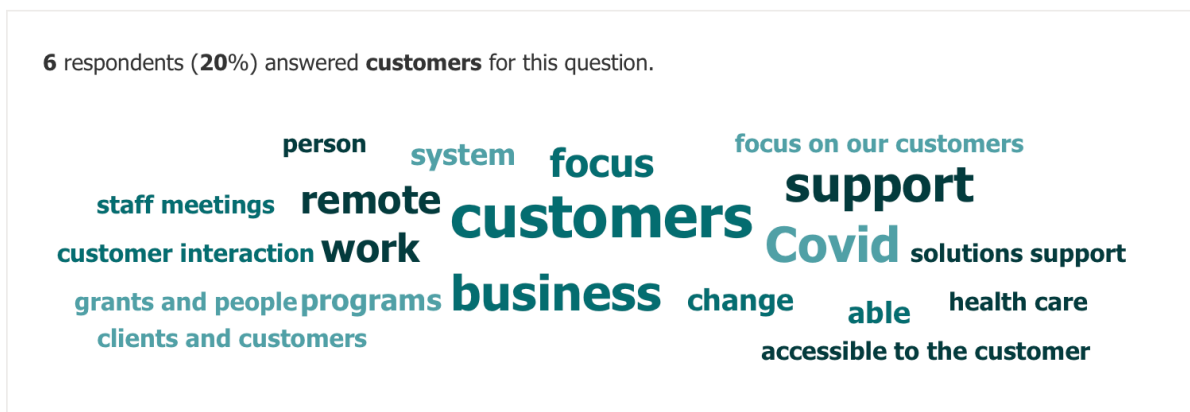 6 respondents (20%) answered customers for this question.
person
system
focus
focus on our customers
support
staff meetings
remote
customers
customer interaction
work
Covid
solutions support
grants and people
programs
business
change
able
health care
clients and customers
accessible to the customer